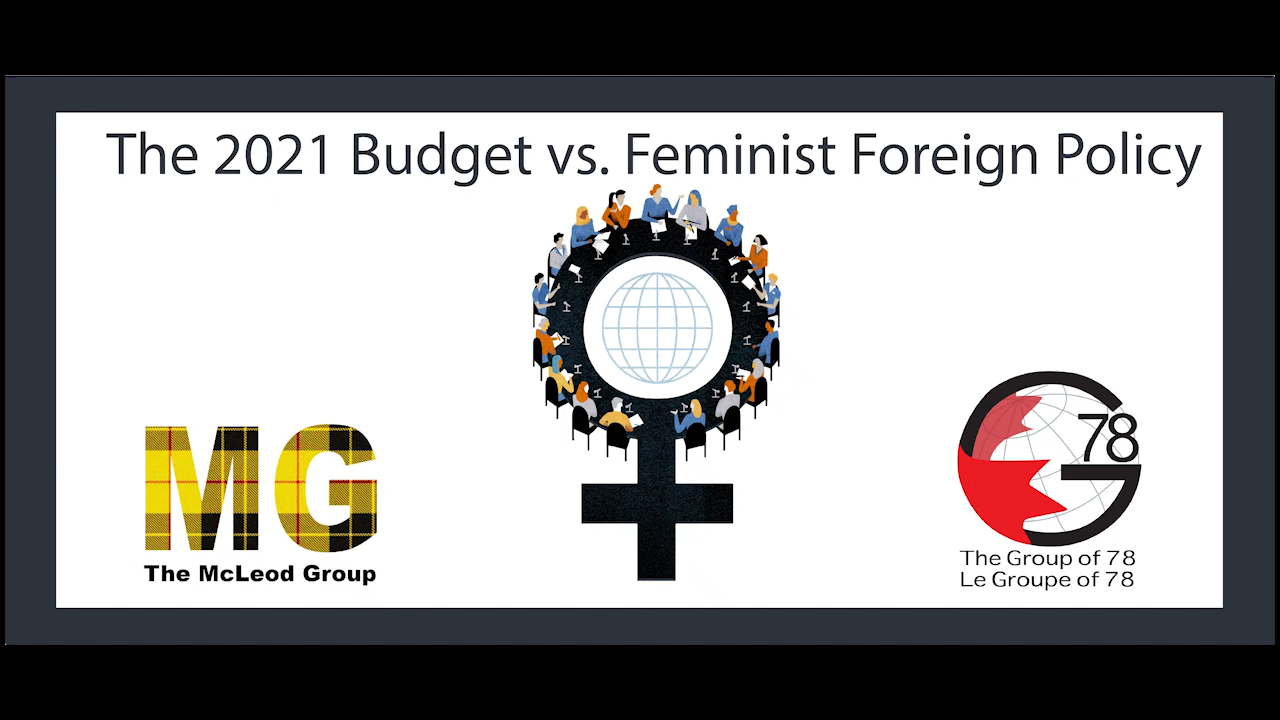 The 2021 Budget vs. Feminist Foreign Policy
78
MG
The McLeod Group
The Group of 78
Le Groupe of 78